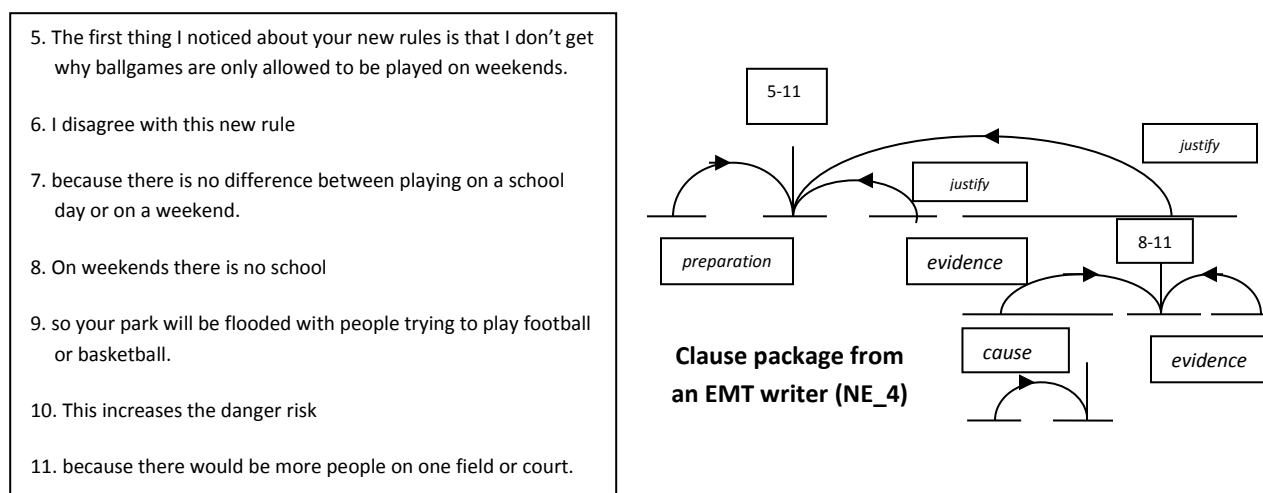 5. The first thing I noticed about your new rules is that I don’t get
why ballgames are only allowed to be played on weekends.
6. I disagree with this new rule
7. because there is no difference between playing on a school
day or on a weekend.
8. On weekends there is no school
9. so your park will be flooded with people trying to play football
or basketball.
10. This increases the danger risk
11. because there would be more people on one field or court.
5-11
justify
justify
preparation
evidence
8-11
cause
evidence
Clause package from
an EMT writer (NE_4)